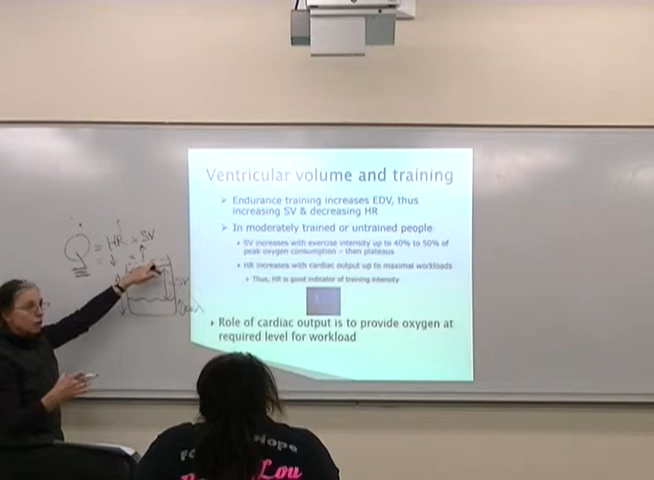 Ventricular volume and training
Endurance training increases EDV, thus
increasing SV & decreasing HR
In moderately trained or untrained people
SV increases with exercise intensity up to 40% to 50% of
peak oxygen consumption – then plateaus
HR increases with cardiac output up to maximal workloads
Thus, HR is good indicator of training intensity
Role of cardiac output is to provide oxygen at
required level for workload
Q = HR x SV
SV
Hope
Lou